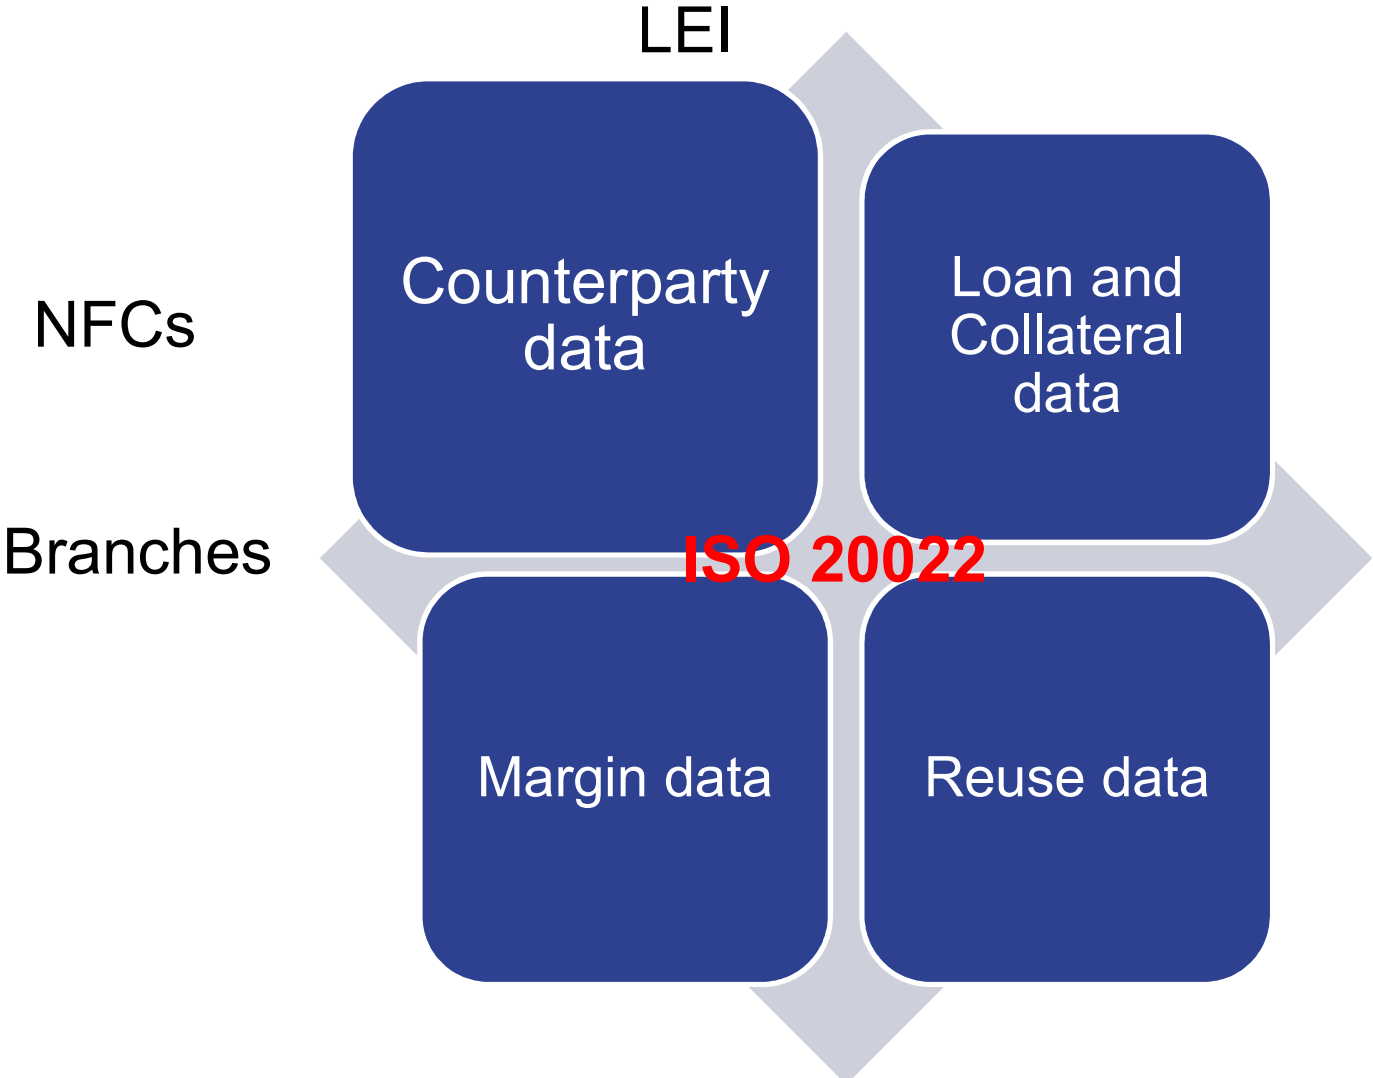 LEI
Counterparty
data
Loan and
Collateral
data
NFCs
Branches
ISO 20022
Margin data
Reuse data